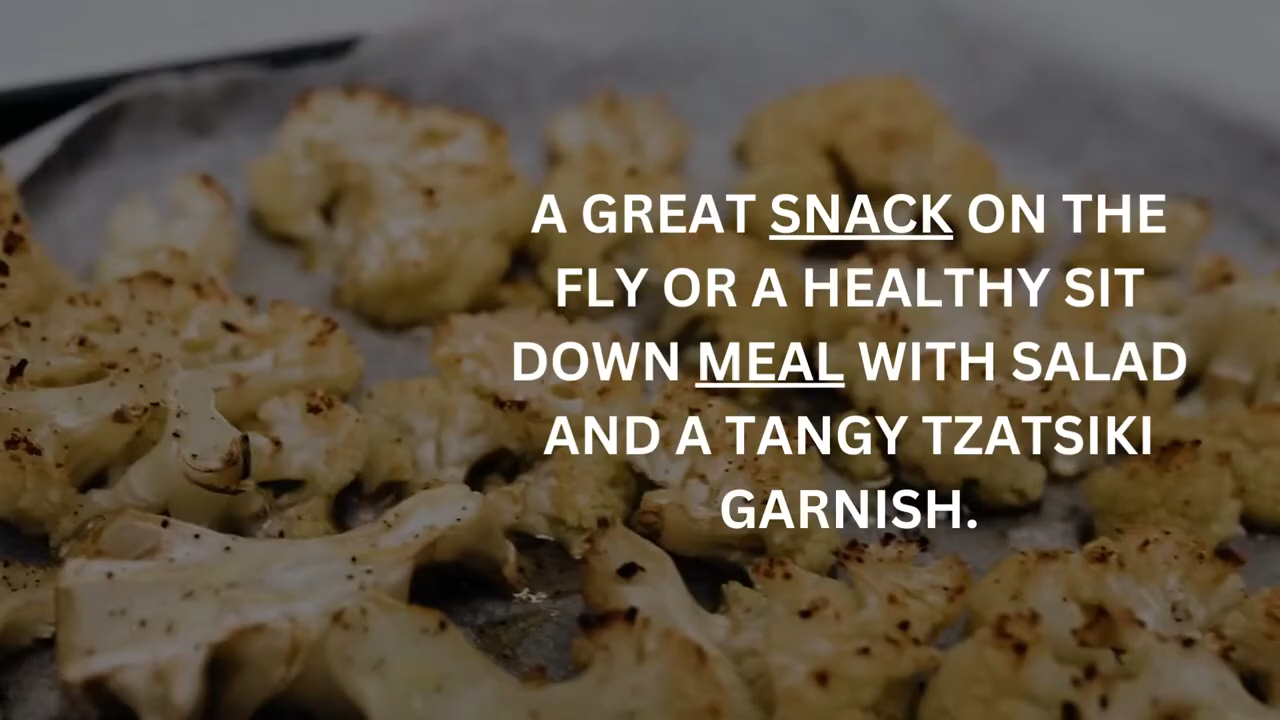 A GREAT SNACK ON THE
FLY OR A HEALTHY SIT
DOWN MEAL WITH SALAD
AND A TANGY TZATSIKI
GARNISH.